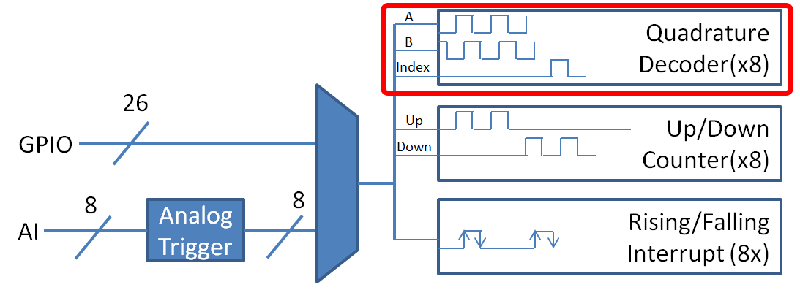 A
B
Index
Quadrature
Decoder(x8)
26
GPIO
Up
Down
Up/Down
Counter(x8)
8
8
AI
Analog
Trigger
Rising/Falling
Interrupt (8x)